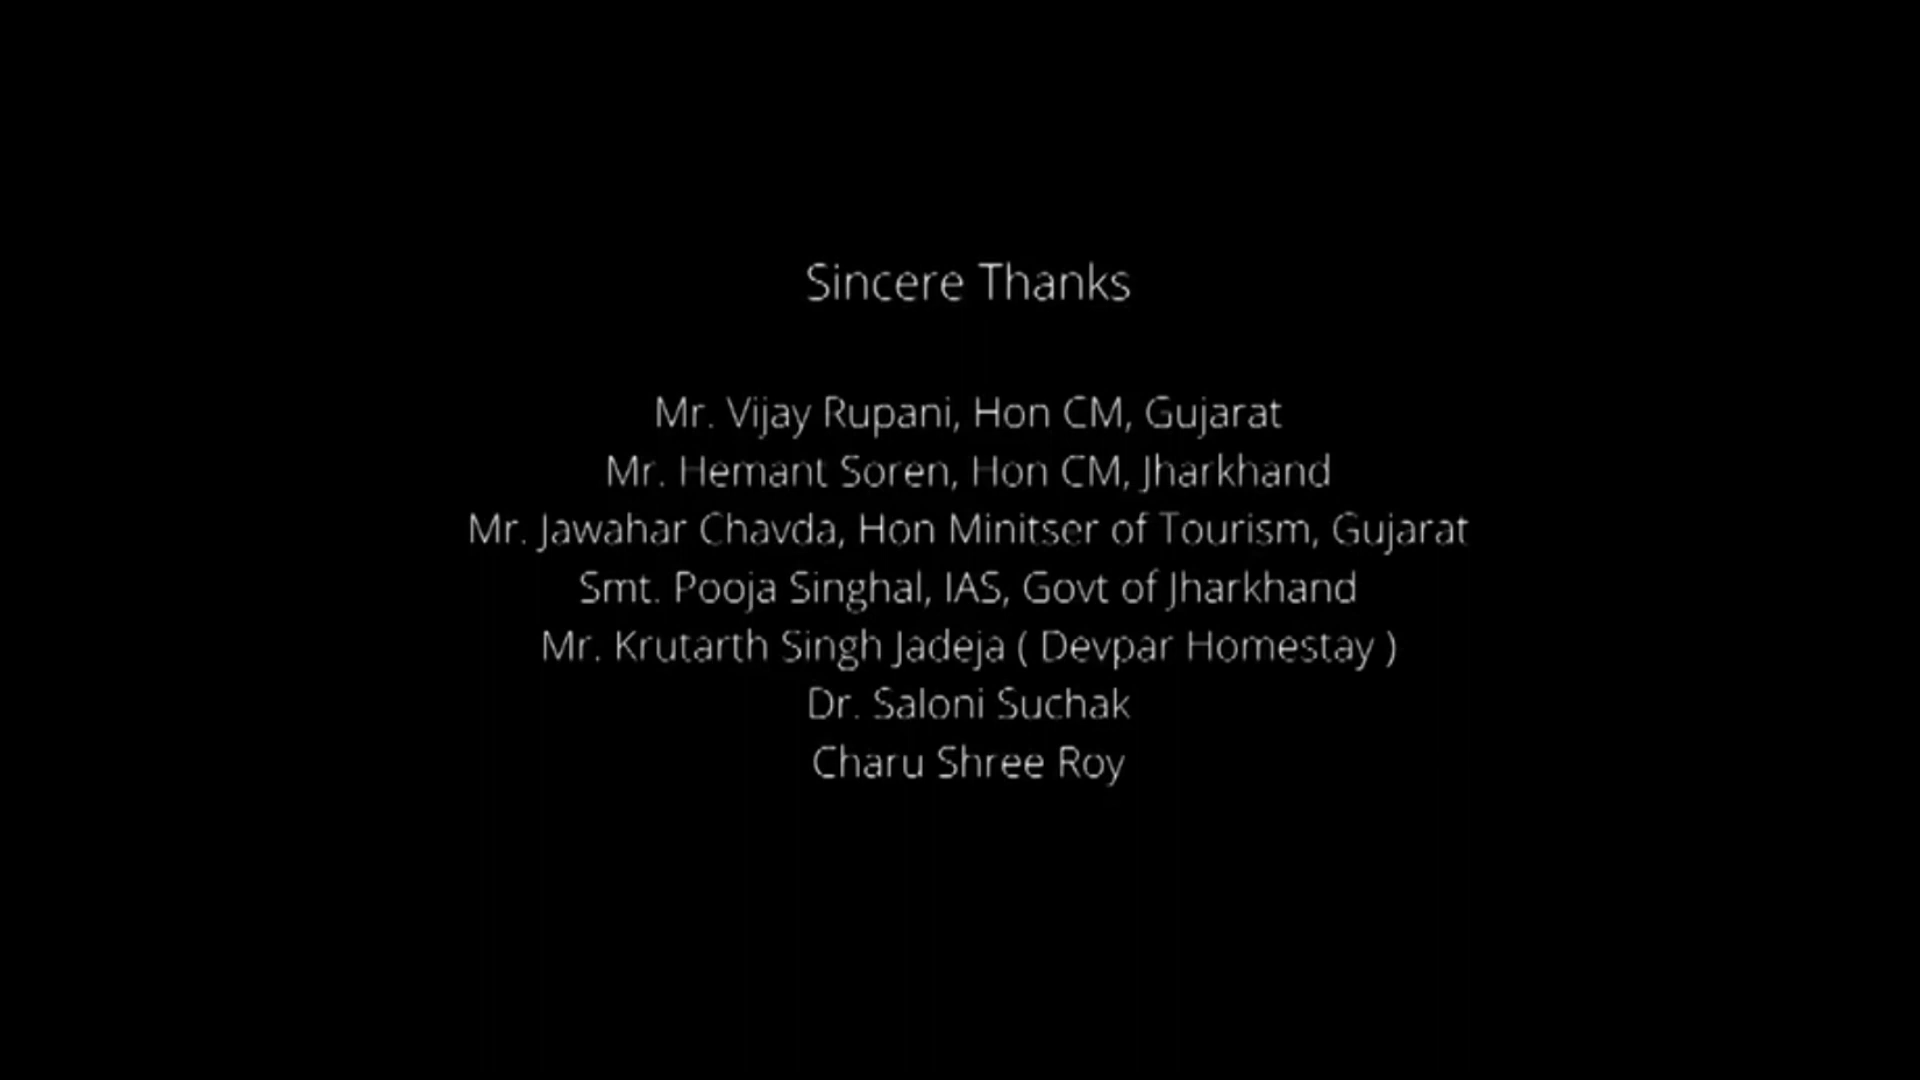 Sincere Thanks
Mr. Vijay Rupani, Hon CM, Gujarat
Mr. Hemant Soren, Hon CM, Jharkhand
Mr. Jawahar Chavda, Hon Minitser of Tourism, Gujarat
Smt. Pooja Singhal, IAS, Govt of Jharkhand
Mr. Krutarth Singh Jadeja ( Devpar Homestay )
Dr. Saloni Suchak
Charu Shree Roy